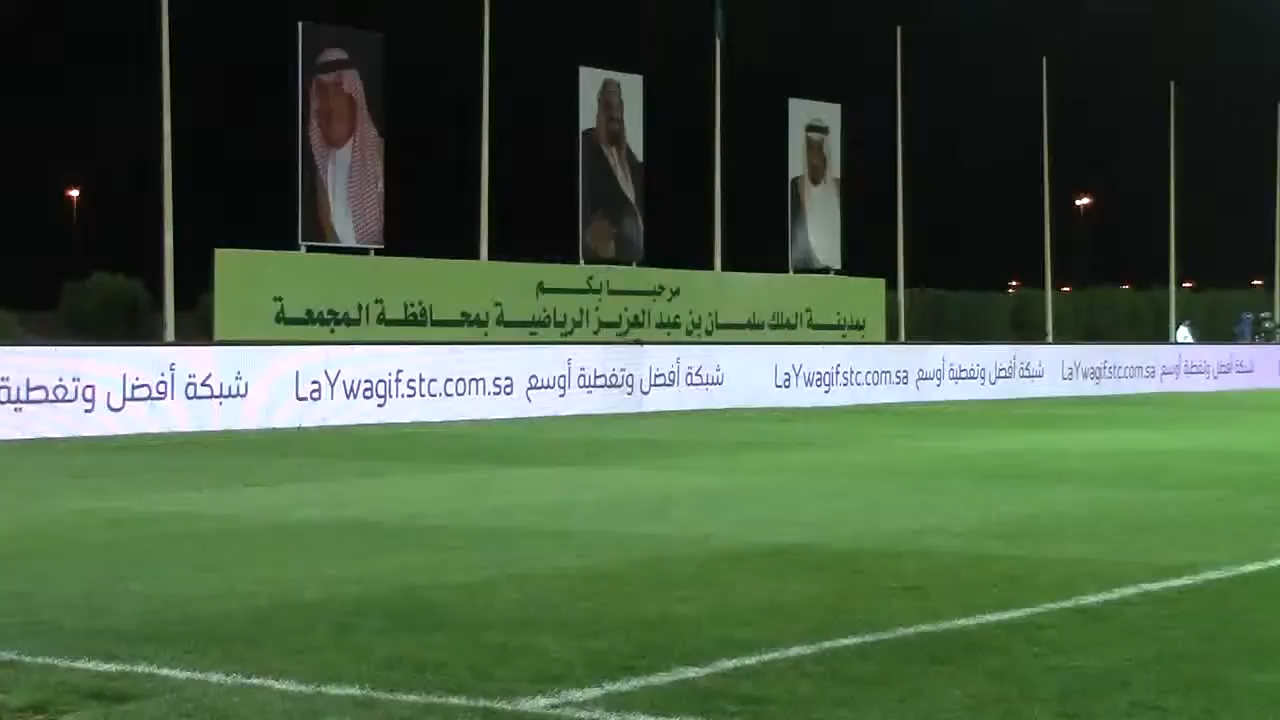 مرحبا بكم
بمدينة الملك سلمان بن عبد العزيز الرياضية بمحافظة المجمعة
شبكة أفضل وتغطية LaYwagif.stc.com.sa شبكة أفضل وتغطية أوسع LaYwagif.stc.com.sa شبكة أفضل وتغطية أوسع LaYwagif.stc.com.sa شبكة أفضل وتغطية أوسع